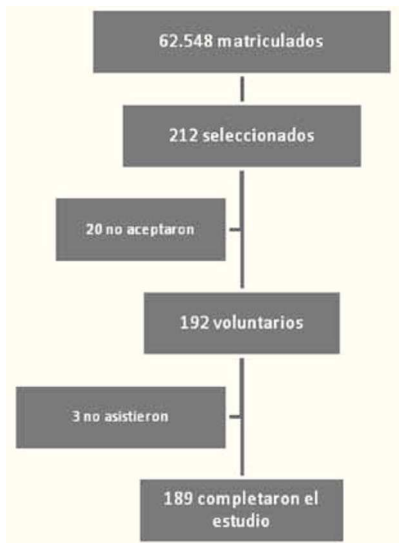 62.548 matriculados
212 seleccionados
20 no aceptaron
192 voluntarios
3 no asistieron
189 completaron el
estudio